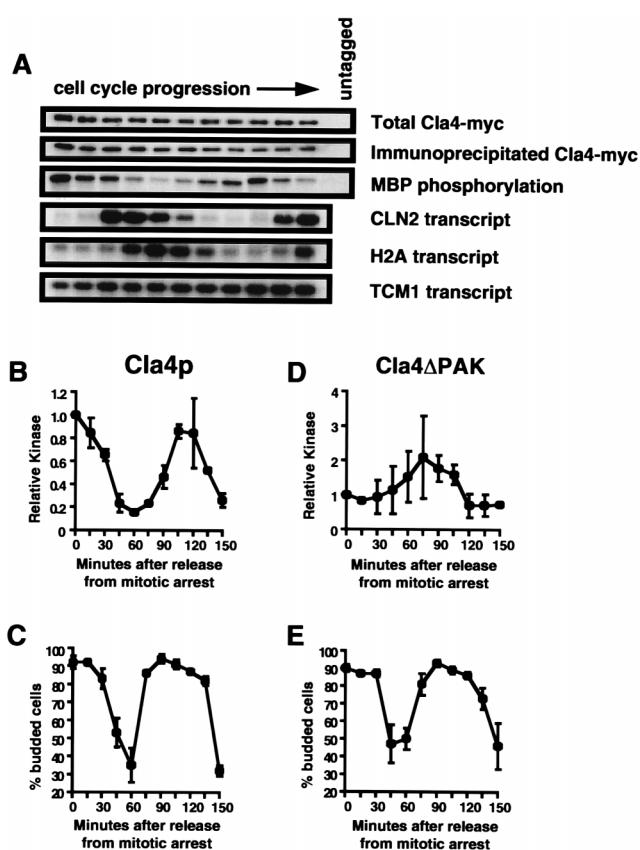 A
cell cycle progression
untagged
Total Cla4-myc
Immunoprecipitated Cla4-myc
MBP phosphorylation
CLN2 transcript
H2A transcript
TCM1 transcript
B
Cla4p
Relative Kinase
1.2
1.0
0.8
0.6
0.4
0.2
0
0 30 60 90 120 150
Minutes after release
from mitotic arrest
D
Cla4ΔPAK
Relative Kinase
4
3
2
1
0
0 30 60 90 120 150
Minutes after release
from mitotic arrest
C
% budded cells
100
90
80
70
60
50
40
30
20
0 30 60 90 120 150
Minutes after release
from mitotic arrest
E
% budded cells
100
90
80
70
60
50
40
30
20
0 30 60 90 120 150
Minutes after release
from mitotic arrest